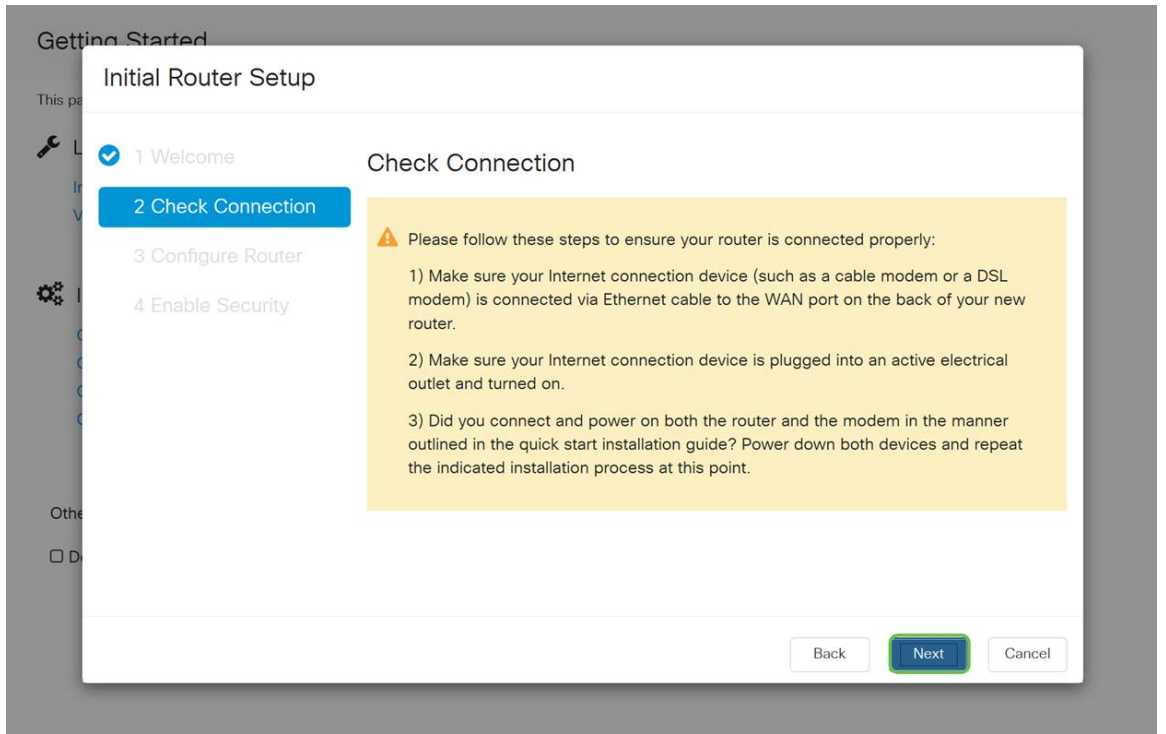 Getting Started
Initial Router Setup
This pa
1 Welcome
2 Check Connection
3 Configure Router
4 Enable Security
Check Connection
Please follow these steps to ensure your router is connected properly:
1) Make sure your Internet connection device (such as a cable modem or a DSL
modem) is connected via Ethernet cable to the WAN port on the back of your new
router.
2) Make sure your Internet connection device is plugged into an active electrical
outlet and turned on.
3) Did you connect and power on both the router and the modem in the manner
outlined in the quick start installation guide? Power down both devices and repeat
the indicated installation process at this point.
Othe
Back
Next
Cancel